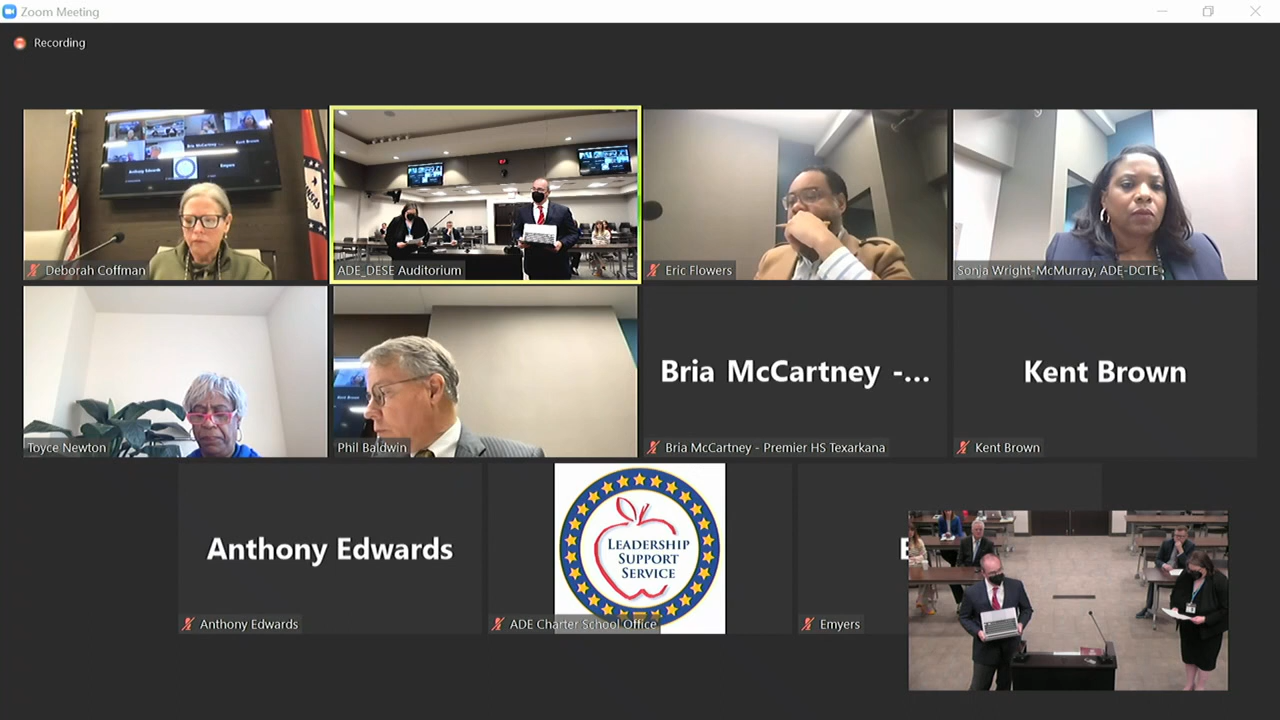 Zoom Meeting
Recording
Anthony Edwards
Deborah Coffman
ADE_DESE Auditorium
Eric Flowers
Sonja Wright-McMurray, ADE-DCTE
Bria McCartney -...
Kent Brown
Toyce Newton
Phil Baldwin
Bria McCartney - Premier HS Texarkana
Kent Brown
Anthony Edwards
LEADERSHIP
SUPPORT
SERVICE
Anthony Edwards
ADE Charter School Office
Emyers